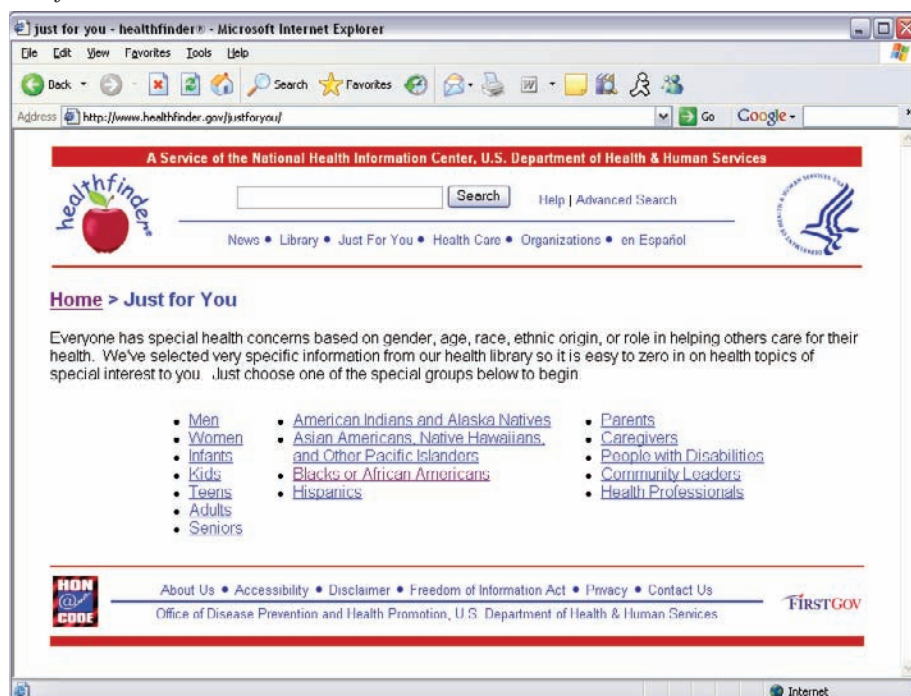 just for you - healthfinder® - Microsoft Internet Explorer
File Edit View Favorites Tools Help
Back Search Favorites
Address http://www.healthfinder.gov/justforyou/ Go Google
A Service of the National Health Information Center, U.S. Department of Health & Human Services
healthfinder®
Search Help | Advanced Search
News • Library • Just For You • Health Care • Organizations • en Español
Home > Just for You
Everyone has special health concerns based on gender, age, race, ethnic origin, or role in helping others care for their
health. We've selected very specific information from our health library so it is easy to zero in on health topics of
special interest to you. Just choose one of the special groups below to begin
• Men
• Women
• Infants
• Kids
• Teens
• Adults
• Seniors
• American Indians and Alaska Natives
• Asian Americans, Native Hawaiians,
and Other Pacific Islanders
• Blacks or African Americans
• Hispanics
• Parents
• Caregivers
• People with Disabilities
• Community Leaders
• Health Professionals
HON
@
CODE
About Us • Accessibility • Disclaimer • Freedom of Information Act • Privacy • Contact Us
Office of Disease Prevention and Health Promotion, U.S. Department of Health & Human Services
FIRSTGOV
Internet